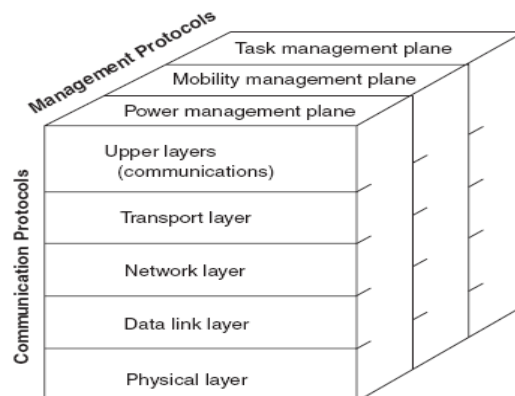 Management Protocols
Task management plane
Mobility management plane
Power management plane
Communication Protocols
Upper layers
(communications)
Transport layer
Network layer
Data link layer
Physical layer